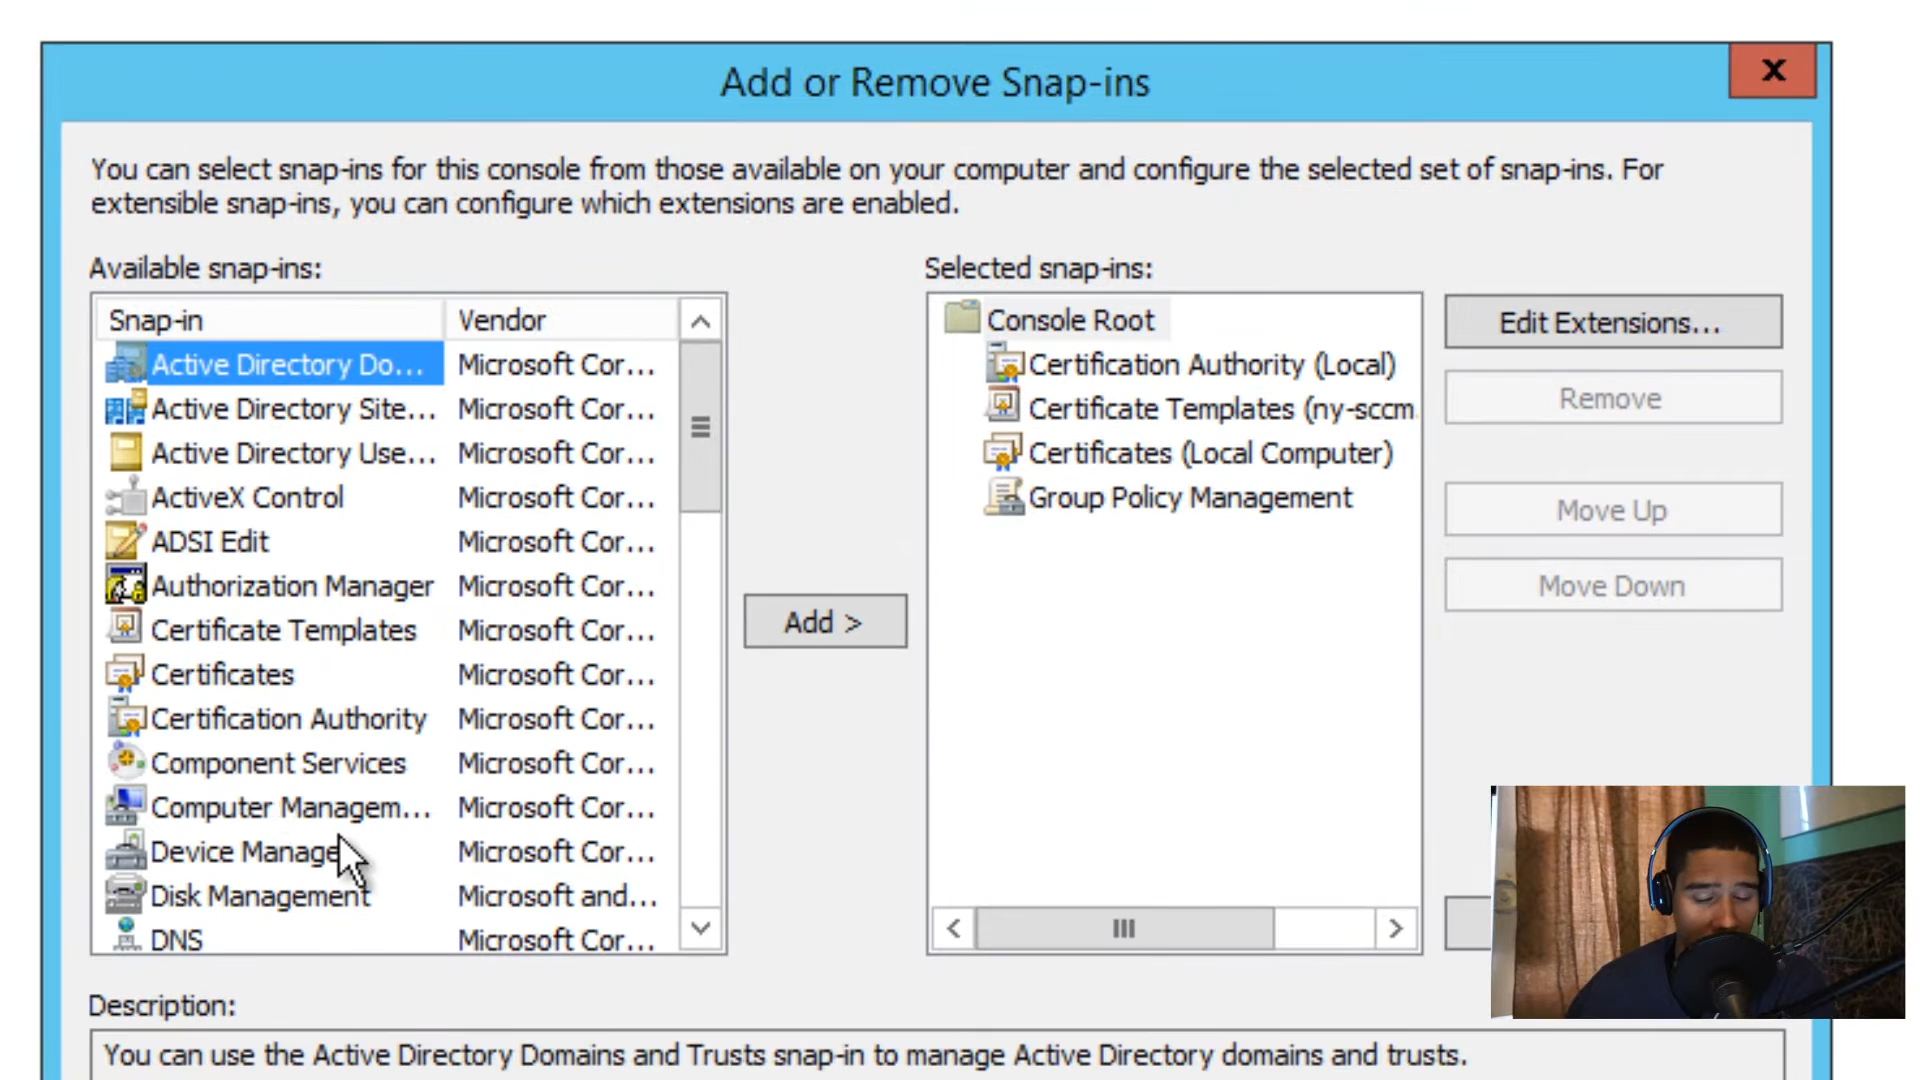 Add or Remove Snap-ins
x
You can select snap-ins for this console from those available on your computer and configure the selected set of snap-ins. For
extensible snap-ins, you can configure which extensions are enabled.
Available snap-ins:
Snap-in Vendor
Active Directory Do... Microsoft Cor...
Active Directory Site... Microsoft Cor...
Active Directory Use... Microsoft Cor...
ActiveX Control Microsoft Cor...
ADSI Edit Microsoft Cor...
Authorization Manager Microsoft Cor...
Certificate Templates Microsoft Cor...
Certificates Microsoft Cor...
Certification Authority Microsoft Cor...
Component Services Microsoft Cor...
Computer Managem... Microsoft Cor...
Device Manage Microsoft Cor...
Disk Management Microsoft and...
DNS Microsoft Cor...
Add >
Selected snap-ins:
Console Root
Certification Authority (Local)
Certificate Templates (ny-sccm.
Certificates (Local Computer)
Group Policy Management
Edit Extensions...
Remove
Move Up
Move Down
Description:
You can use the Active Directory Domains and Trusts snap-in to manage Active Directory domains and trusts.